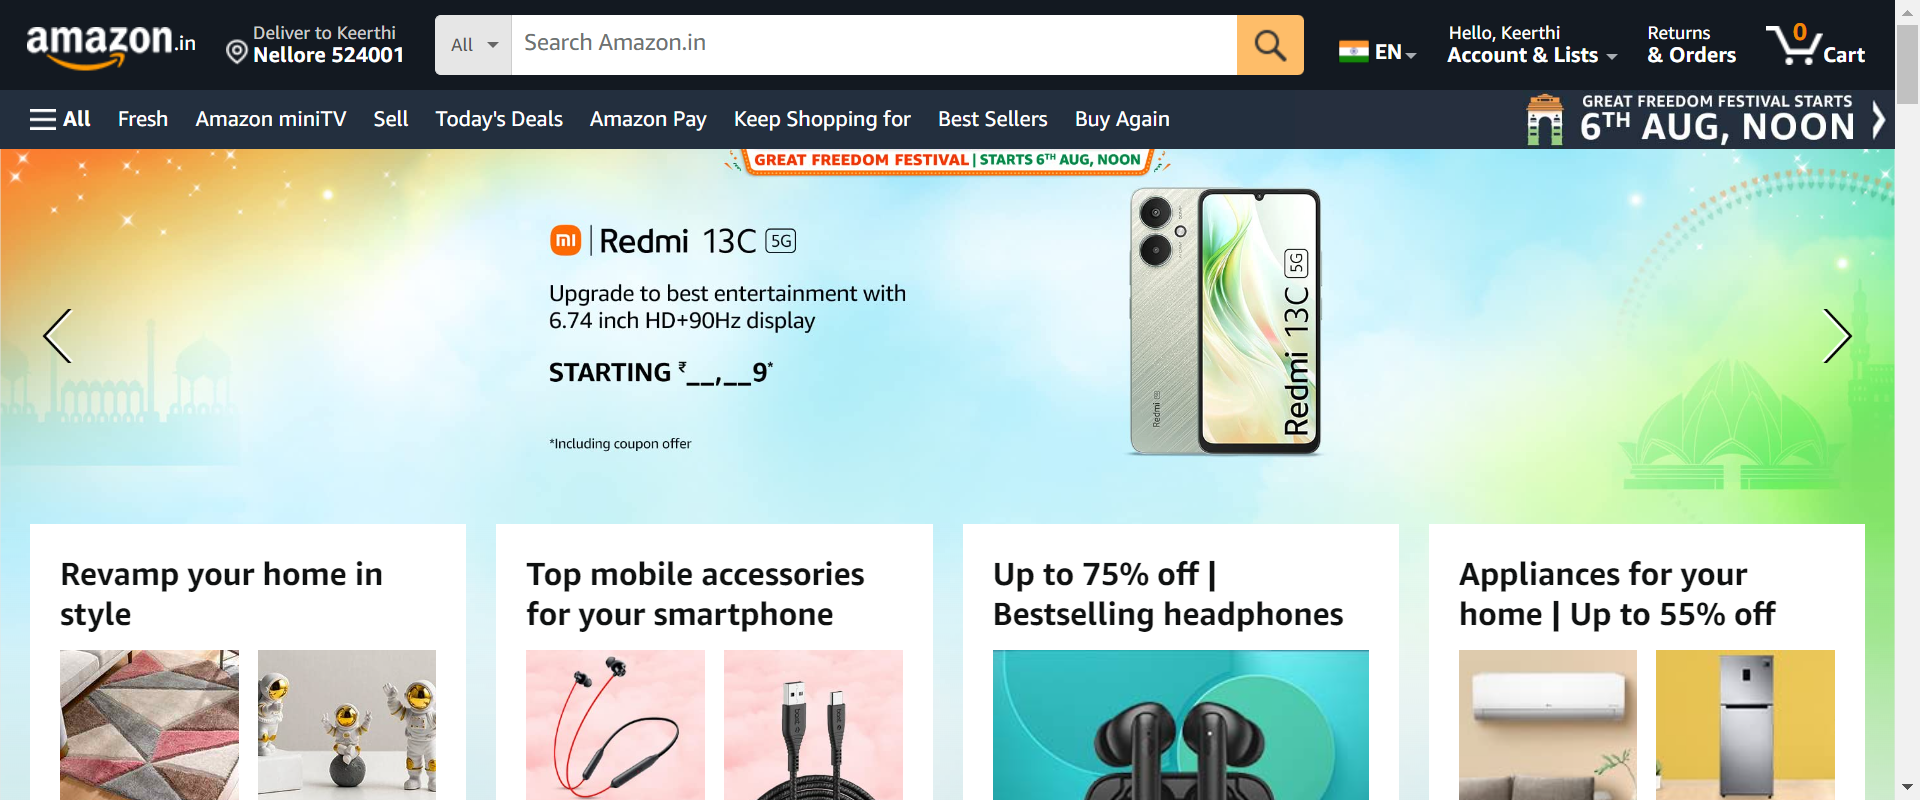 amazon.in
Deliver to Keerthi
Nellore 524001
All
Search Amazon.in
EN
Hello, Keerthi
Account & Lists
Returns
& Orders
0
Cart
All
Fresh
Amazon miniTV
Sell
Today's Deals
Amazon Pay
Keep Shopping for
Best Sellers
Buy Again
GREAT FREEDOM FESTIVAL STARTS
6TH AUG, NOON
GREAT FREEDOM FESTIVAL | STARTS 6TH AUG, NOON
mi | Redmi 13C 5G
Upgrade to best entertainment with
6.74 inch HD+90Hz display
STARTING ₹__,__9*
*Including coupon offer
Redmi 5G
Redmi 13C 5G
Revamp your home in
style
Top mobile accessories
for your smartphone
Up to 75% off |
Bestselling headphones
Appliances for your
home | Up to 55% off
boat